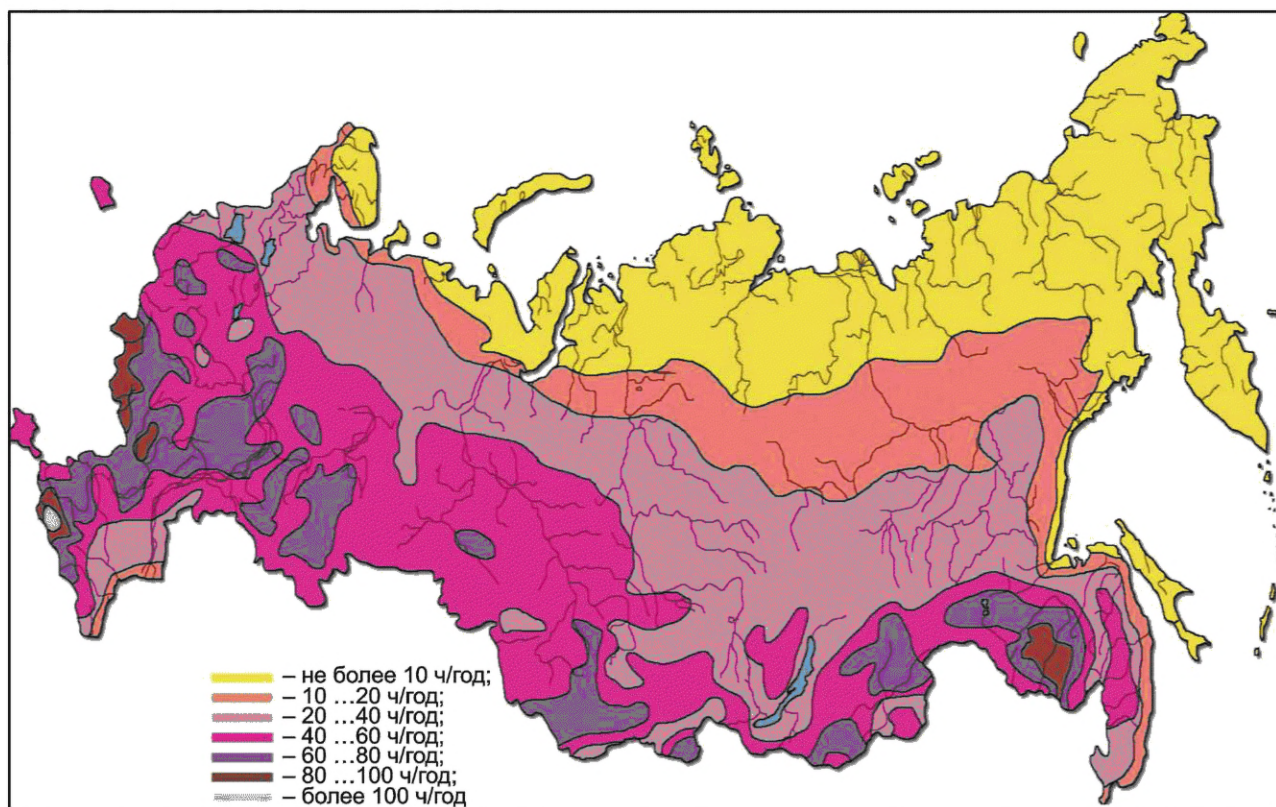 – не более 10 ч/год;
– 10 ...20 ч/год;
– 20 ...40 ч/год;
– 40 ...60 ч/год;
– 60 ...80 ч/год;
– 80 ...100 ч/год;
– более 100 ч/год